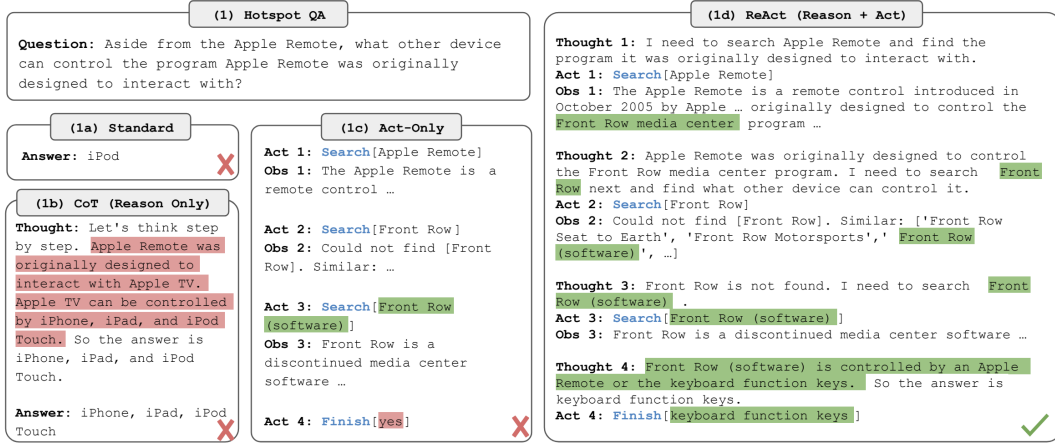 (1) Hotspot QA
Question: Aside from the Apple Remote, what other device
can control the program Apple Remote was originally
designed to interact with?
(1a) Standard
Answer: iPod
(1b) CoT (Reason Only)
Thought: Let's think step
by step. Apple Remote was
originally designed to
interact with Apple TV.
Apple TV can be controlled
by iPhone, iPad, and iPod
Touch. So the answer is
iPhone, iPad, and iPod
Touch.
Answer: iPhone, iPad, iPod
Touch
(1c) Act-Only
Act 1: Search[Apple Remote]
Obs 1: The Apple Remote is a
remote control …
Act 2: Search[Front Row]
Obs 2: Could not find [Front
Row]. Similar: …
Act 3: Search[Front Row
(software)]
Obs 3: Front Row is a
discontinued media center
software …
Act 4: Finish[yes]
(1d) ReAct (Reason + Act)
Thought 1: I need to search Apple Remote and find the
program it was originally designed to interact with.
Act 1: Search[Apple Remote]
Obs 1: The Apple Remote is a remote control introduced in
October 2005 by Apple … originally designed to control the
Front Row media center program …
Thought 2: Apple Remote was originally designed to control
the Front Row media center program. I need to search Front
Row next and find what other device can control it.
Act 2: Search[Front Row]
Obs 2: Could not find [Front Row]. Similar: ['Front Row
Seat to Earth', 'Front Row Motorsports',' Front Row
(software)', …]
Thought 3: Front Row is not found. I need to search Front
Row (software) .
Act 3: Search[Front Row (software)]
Obs 3: Front Row is a discontinued media center software …
Thought 4: Front Row (software) is controlled by an Apple
Remote or the keyboard function keys. So the answer is
keyboard function keys.
Act 4: Finish[keyboard function keys]